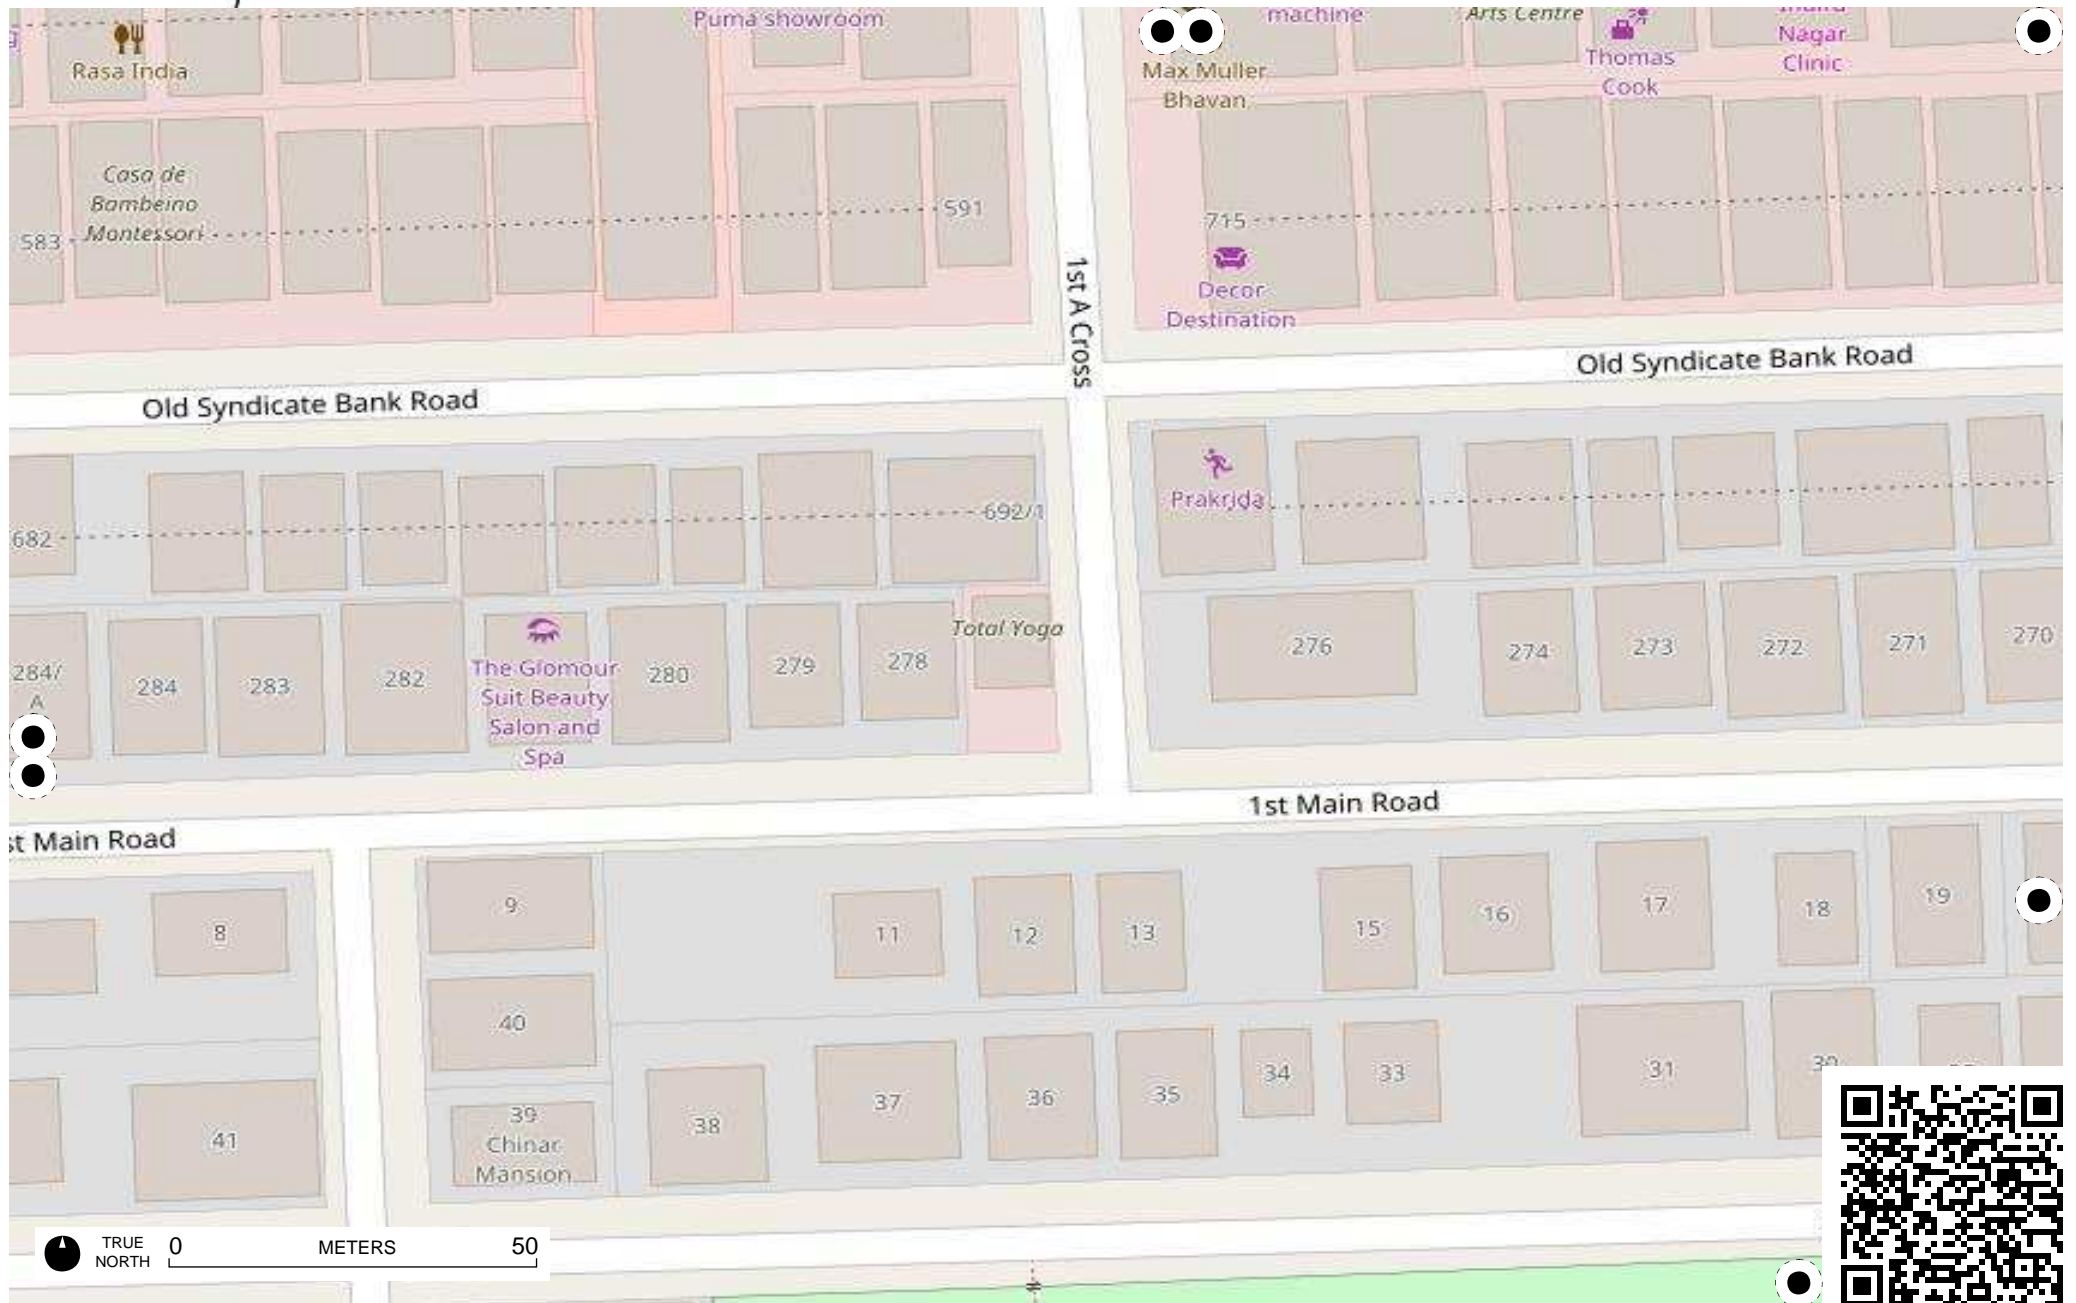 Puma showroom
machine
Arts Centre
Nagar
Clinic
Thomas
Cook
Rasa India
Max Muller
Bhavan
Casa de
Bambeino
Montessori
583
591
715
Decor
Destination
1st A Cross
Old Syndicate Bank Road
Old Syndicate Bank Road
Prakrida
682
692/1
Total Yoga
284/
A
284
283
282
The Glomour
Suit Beauty
Salon and
Spa
280
279
278
276
274
273
272
271
270
1st Main Road
st Main Road
8
9
11
12
13
15
16
17
18
19
40
41
39
Chinar
Mansion
38
37
36
35
34
33
31
30
TRUE
NORTH
0 METERS 50